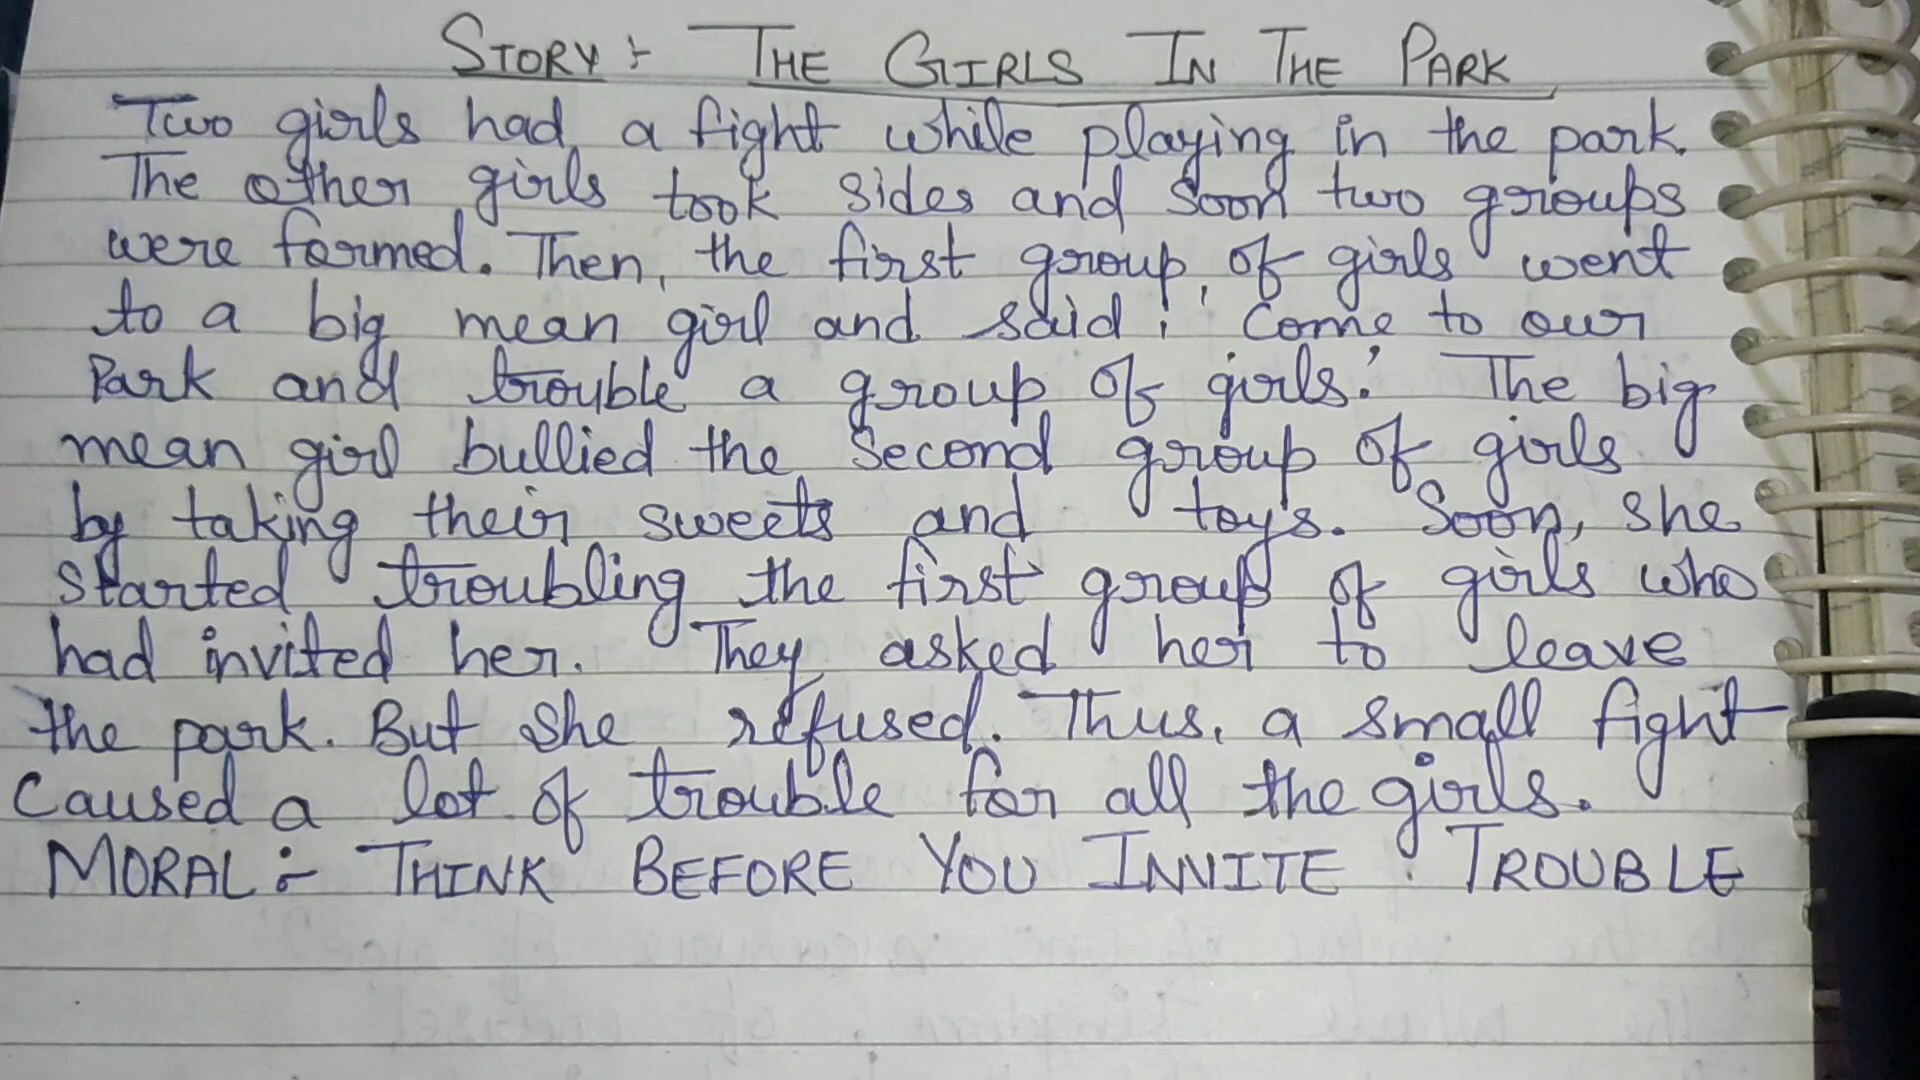 STORY :- THE GIRLS IN THE PARK
Two girls had a fight while playing in the park.
The other girls took sides and soon two groups
were formed. Then, the first group of girls went
to a big mean girl and said: 'Come to our
Park and trouble a group of girls.' The big
mean girl bullied the second group of girls
by taking their sweets and toys. Soon, she
started troubling the first group of girls who
had invited her. They asked her to leave
the park. But she refused. Thus, a small fight
caused a lot of trouble for all the girls.
MORAL :- THINK BEFORE YOU INVITE TROUBLE